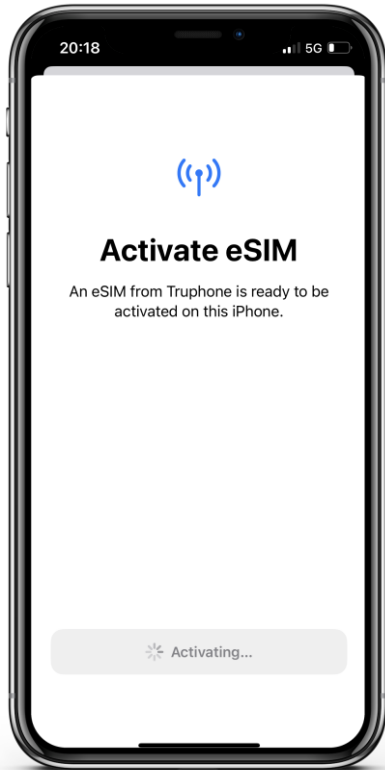 20:18
5G
Activate eSIM
An eSIM from Truphone is ready to be
activated on this iPhone.
Activating...